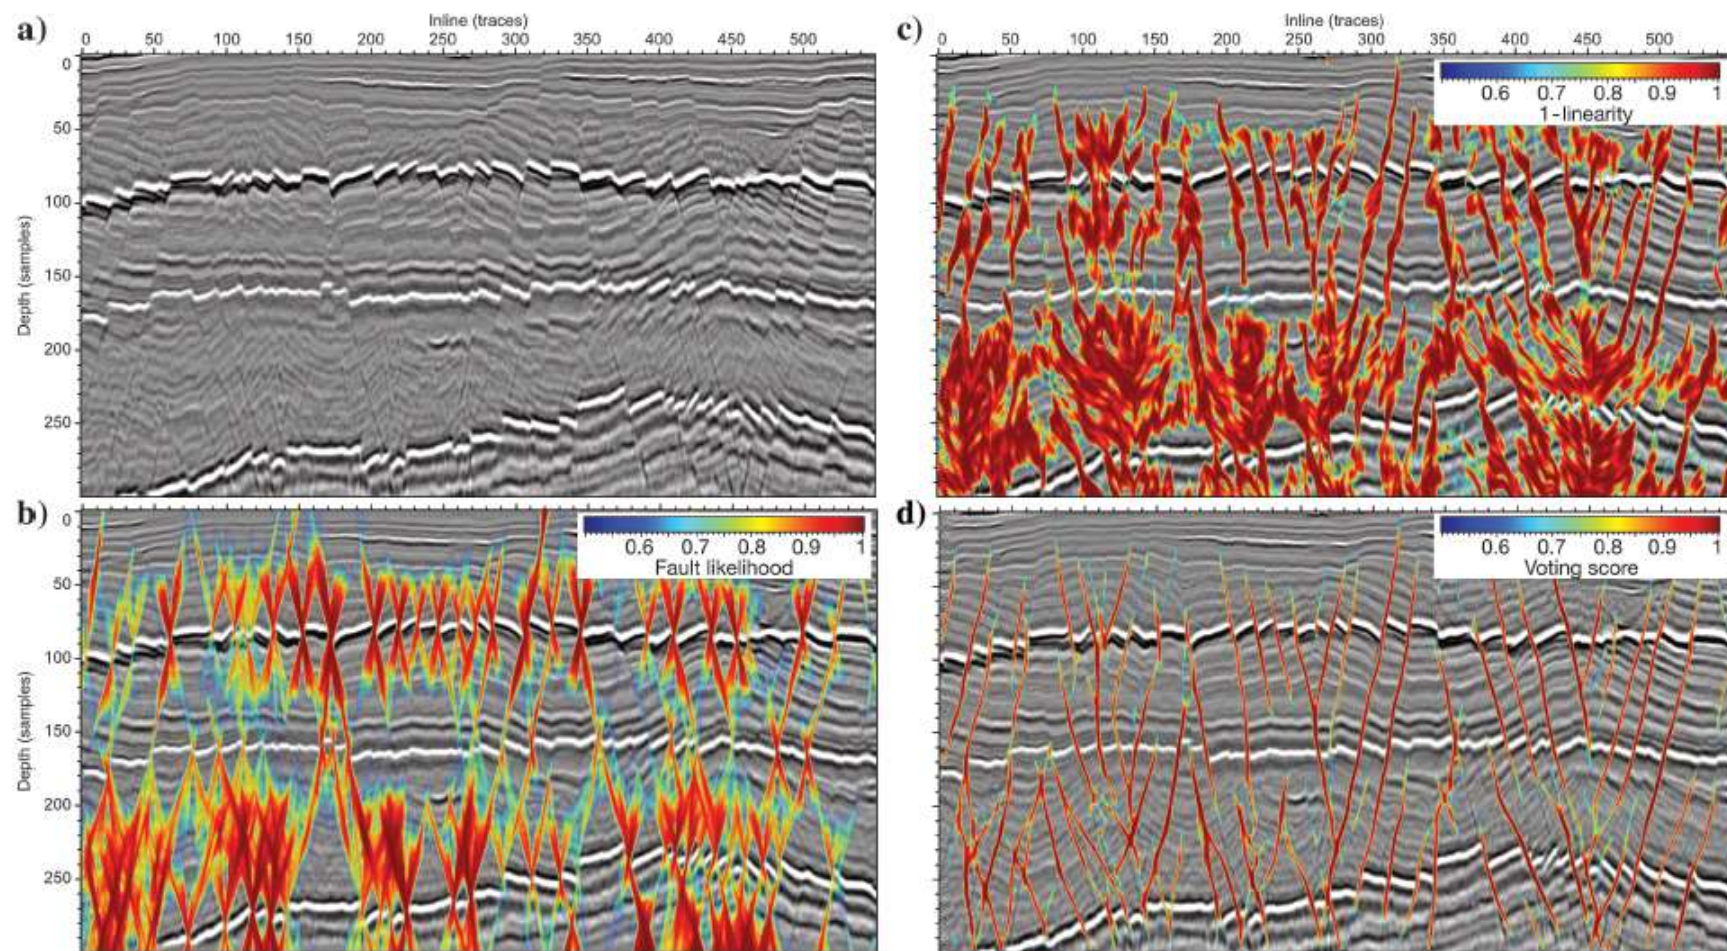 a)
Inline (traces)
0 50 100 150 200 250 300 350 400 450 500
0
50
100
150
200
250
Depth (samples)
c)
Inline (traces)
0 50 100 150 200 250 300 350 400 450 500
0.6 0.7 0.8 0.9 1
1-linearity
b)
0
50
100
150
200
250
Depth (samples)
0.6 0.7 0.8 0.9 1
Fault likelihood
d)
0.6 0.7 0.8 0.9 1
Voting score